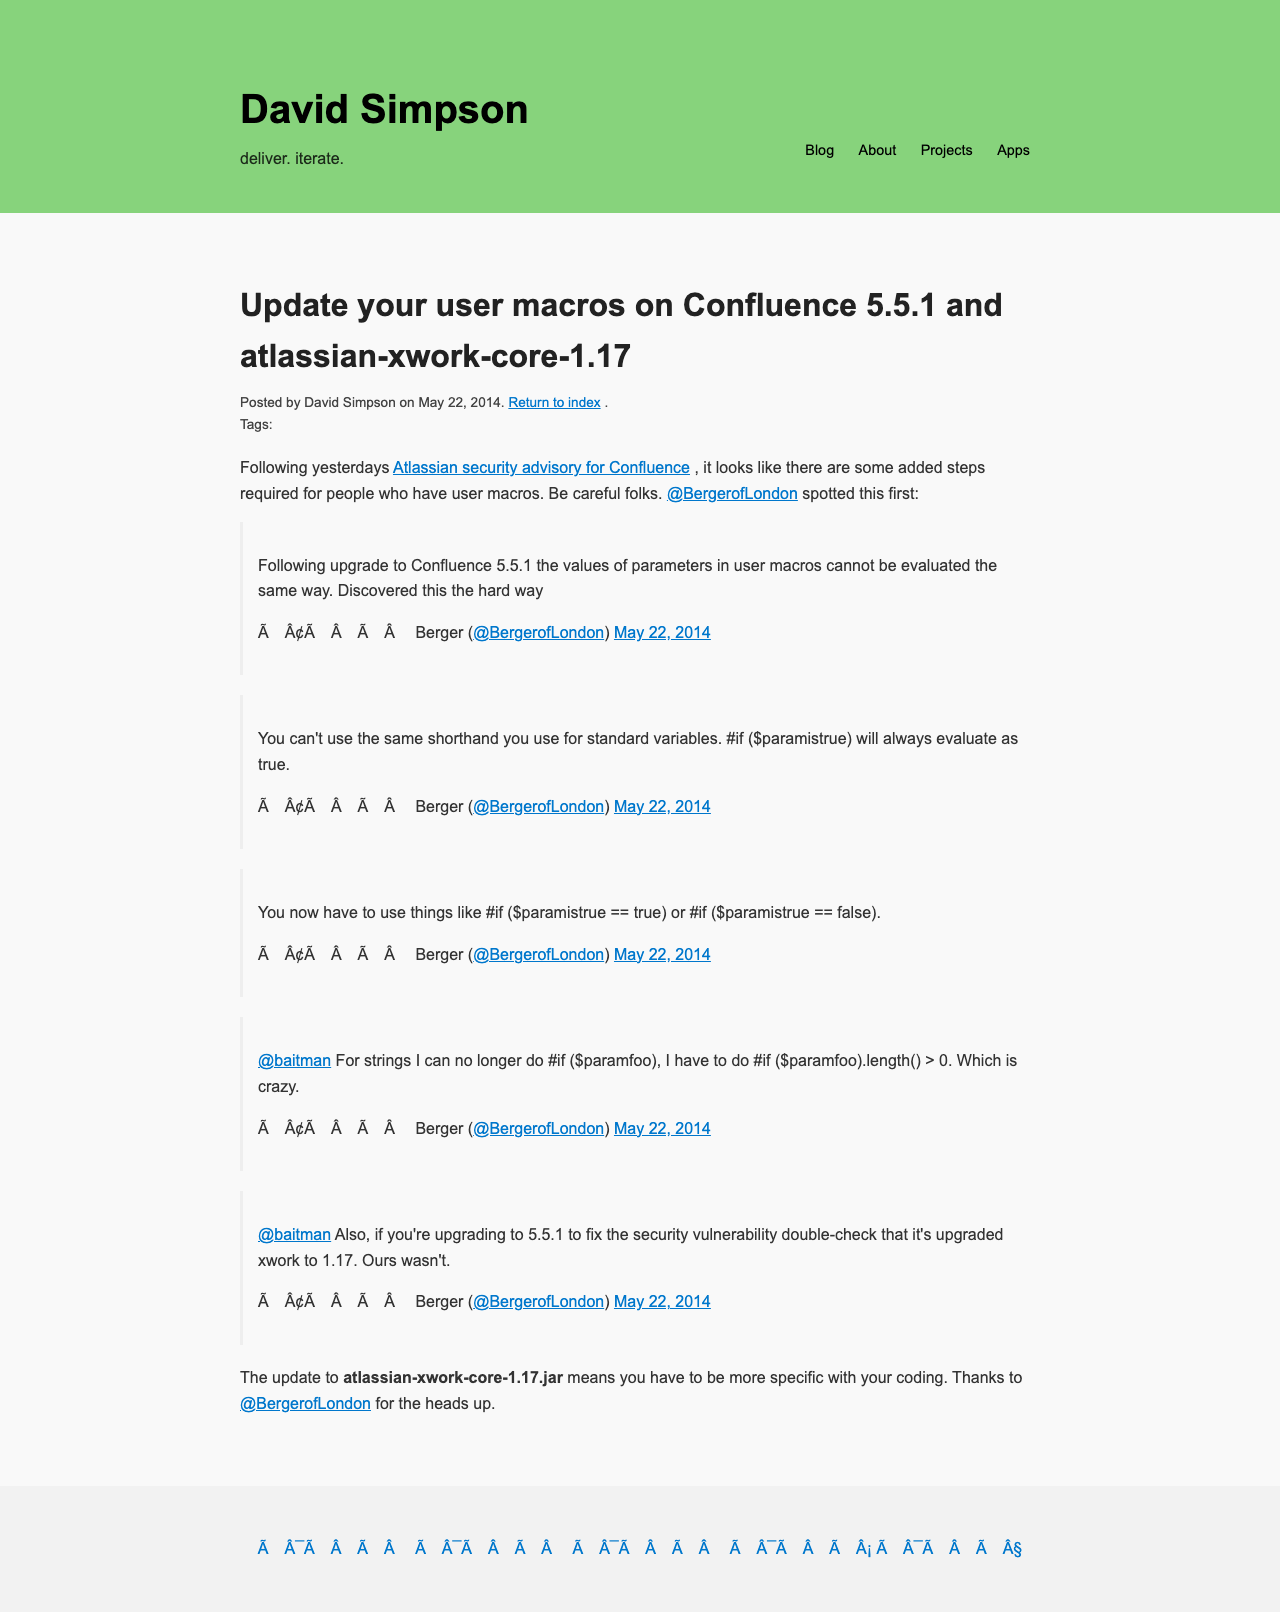 David Simpson
deliver. iterate.
Blog About Projects Apps
Update your user macros on Confluence 5.5.1 and
atlassian-xwork-core-1.17
Posted by David Simpson on May 22, 2014. Return to index .
Tags:
Following yesterdays Atlassian security advisory for Confluence , it looks like there are some added steps
required for people who have user macros. Be careful folks. @BergerofLondon spotted this first:
Following upgrade to Confluence 5.5.1 the values of parameters in user macros cannot be evaluated the
same way. Discovered this the hard way
Ã Â¢Ã Â Ã Â Berger (@BergerofLondon) May 22, 2014
You can't use the same shorthand you use for standard variables. #if ($paramistrue) will always evaluate as
true.
Ã Â¢Ã Â Ã Â Berger (@BergerofLondon) May 22, 2014
You now have to use things like #if ($paramistrue == true) or #if ($paramistrue == false).
Ã Â¢Ã Â Ã Â Berger (@BergerofLondon) May 22, 2014
@baitman For strings I can no longer do #if ($paramfoo), I have to do #if ($paramfoo).length() > 0. Which is
crazy.
Ã Â¢Ã Â Ã Â Berger (@BergerofLondon) May 22, 2014
@baitman Also, if you're upgrading to 5.5.1 to fix the security vulnerability double-check that it's upgraded
xwork to 1.17. Ours wasn't.
Ã Â¢Ã Â Ã Â Berger (@BergerofLondon) May 22, 2014
The update to atlassian-xwork-core-1.17.jar means you have to be more specific with your coding. Thanks to
@BergerofLondon for the heads up.
Ã Â¯Ã Â Ã Â Ã Â¯Ã Â Ã Â Ã Â¯Ã Â Ã Â Ã Â¯Ã Â Ã Â¡ Ã Â¯Ã Â Ã Â§